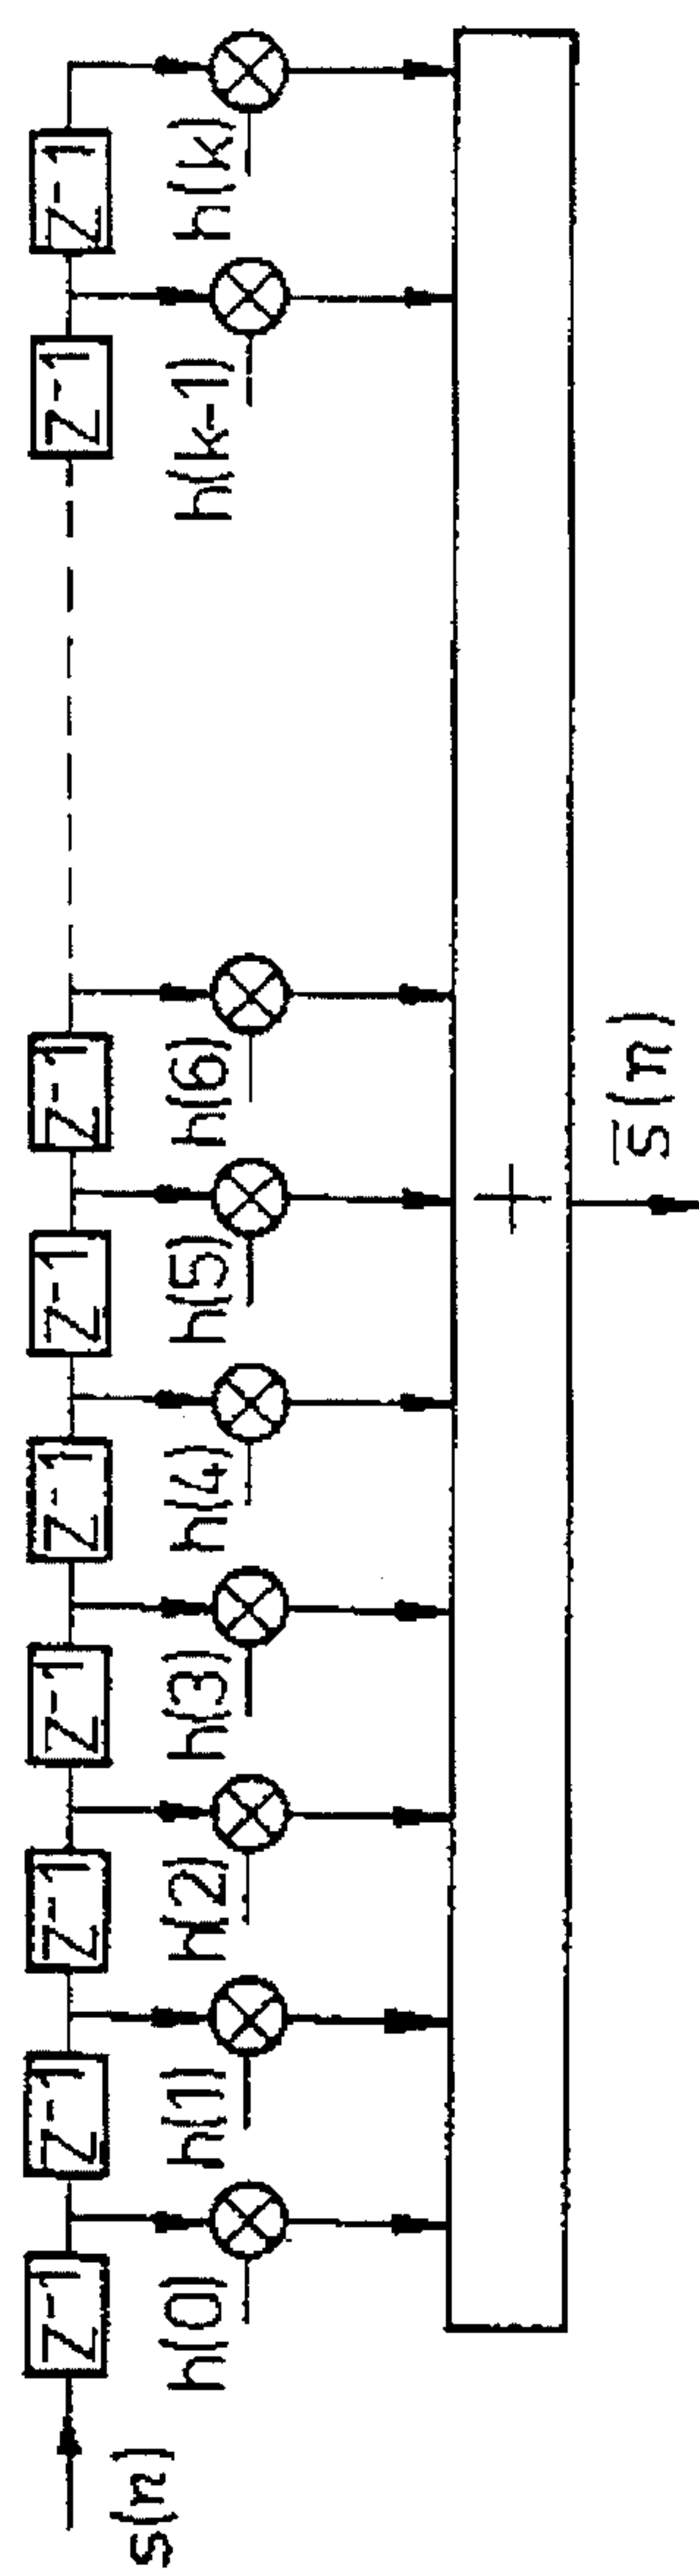 s(n)
z-1
z-1
z-1
z-1
z-1
z-1
z-1
z-1
z-1
h(0)
h(1)
h(2)
h(3)
h(4)
h(5)
h(6)
h(k-1)
h(k)
+
s̅(n)